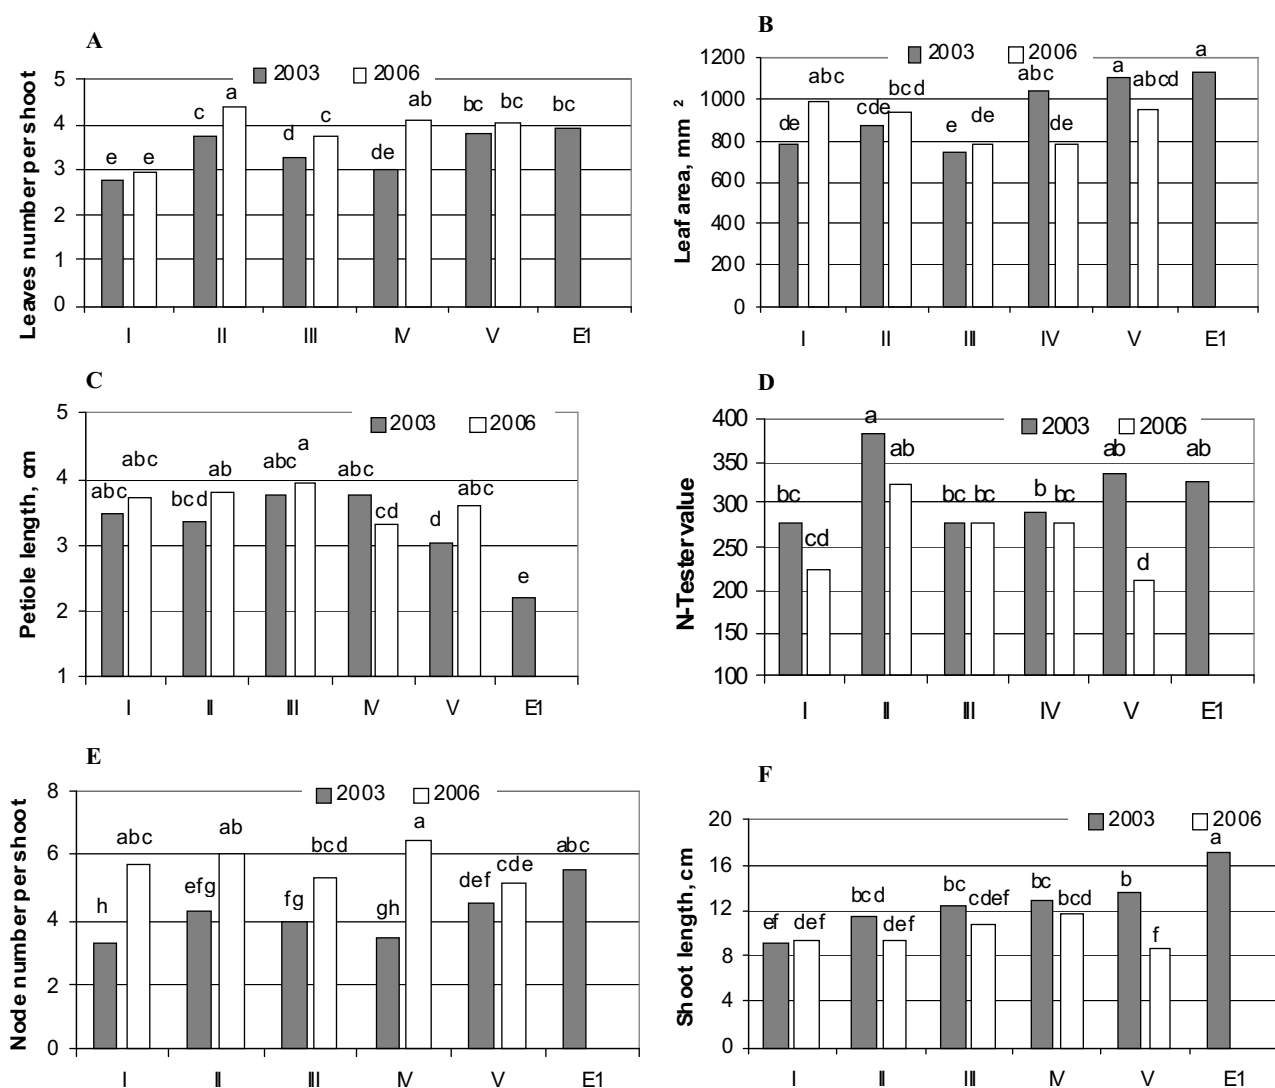 A
Leaves number per shoot
2003 2006
5
4
3
2
1
0
e e c a d c de ab bc bc bc
I II III IV V E1
B
Leaf area, mm ²
2003 2006
1200
1000
800
600
400
200
0
de abc cde bcd e de abc de a abcd a
I II III IV V E1
C
Petiole length, cm
2003 2006
5
4
3
2
1
abc abc bcd ab abc a abc cd d abc e
I II III IV V E1
D
N-Tester value
2003 2006
400
350
300
250
200
150
100
bc cd a ab bc bc b bc ab d ab
I II III IV V E1
E
Node number per shoot
2003 2006
8
6
4
2
0
h abc efg ab fg bcd gh a def cde abc
I II III IV V E1
F
Shoot length, cm
2003 2006
20
16
12
8
4
0
ef def bcd def bc cdef bc bcd b f a
I II III IV V E1